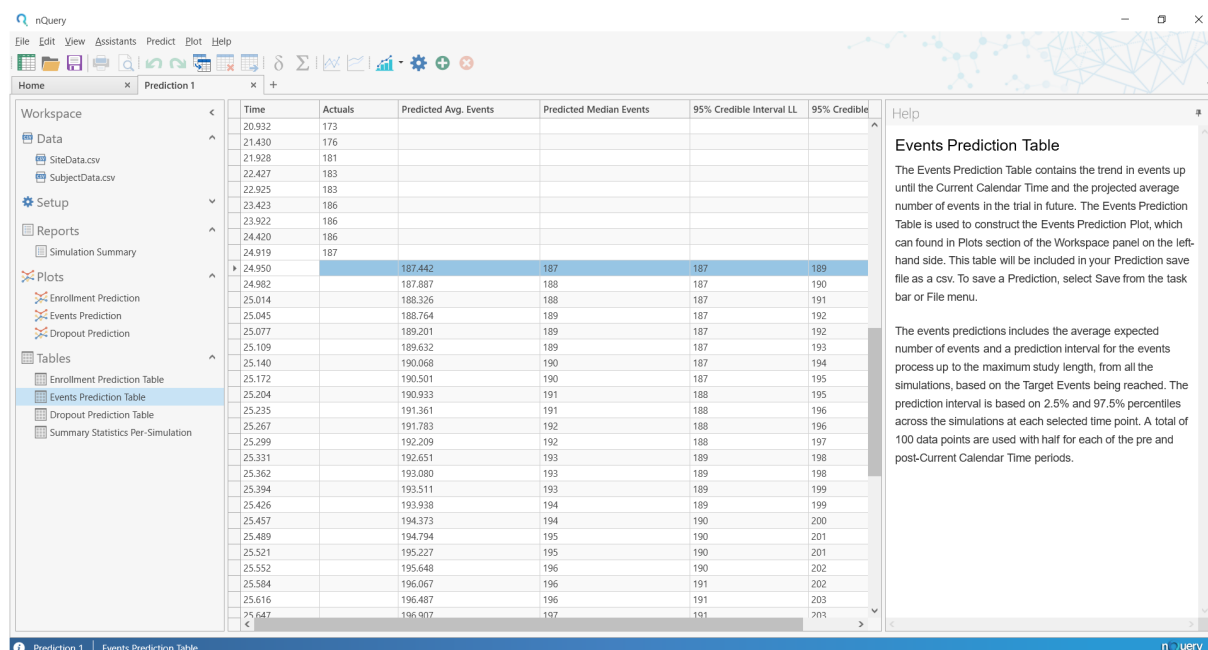 nQuery
File Edit View Assistants Predict Plot Help
Home × Prediction 1 × +
Workspace
Data
SiteData.csv
SubjectData.csv
Setup
Reports
Simulation Summary
Plots
Enrollment Prediction
Events Prediction
Dropout Prediction
Tables
Enrollment Prediction Table
Events Prediction Table
Dropout Prediction Table
Summary Statistics Per-Simulation
Time Actuals Predicted Avg. Events Predicted Median Events 95% Credible Interval LL 95% Credible
20.932 173
21.430 176
21.928 181
22.427 183
22.925 183
23.423 186
23.922 186
24.420 186
24.919 187
24.950 187.442 187 187 189
24.982 187.887 188 187 190
25.014 188.326 188 187 191
25.045 188.764 189 187 192
25.077 189.201 189 187 192
25.109 189.632 189 187 193
25.140 190.068 190 187 194
25.172 190.501 190 187 195
25.204 190.933 191 188 195
25.235 191.361 191 188 196
25.267 191.783 192 188 196
25.299 192.209 192 188 197
25.331 192.651 193 189 198
25.362 193.080 193 189 198
25.394 193.511 193 189 199
25.426 193.938 194 189 199
25.457 194.373 194 190 200
25.489 194.794 195 190 201
25.521 195.227 195 190 201
25.552 195.648 196 190 202
25.584 196.067 196 191 202
25.616 196.487 196 191 203
25.647 196.907 197 191 203
Help
Events Prediction Table
The Events Prediction Table contains the trend in events up
until the Current Calendar Time and the projected average
number of events in the trial in future. The Events Prediction
Table is used to construct the Events Prediction Plot, which
can found in Plots section of the Workspace panel on the left-
hand side. This table will be included in your Prediction save
file as a csv. To save a Prediction, select Save from the task
bar or File menu.
The events predictions includes the average expected
number of events and a prediction interval for the events
process up to the maximum study length, from all the
simulations, based on the Target Events being reached. The
prediction interval is based on 2.5% and 97.5% percentiles
across the simulations at each selected time point. A total of
100 data points are used with half for each of the pre and
post-Current Calendar Time periods.
Prediction 1 | Events Prediction Table
nQuery